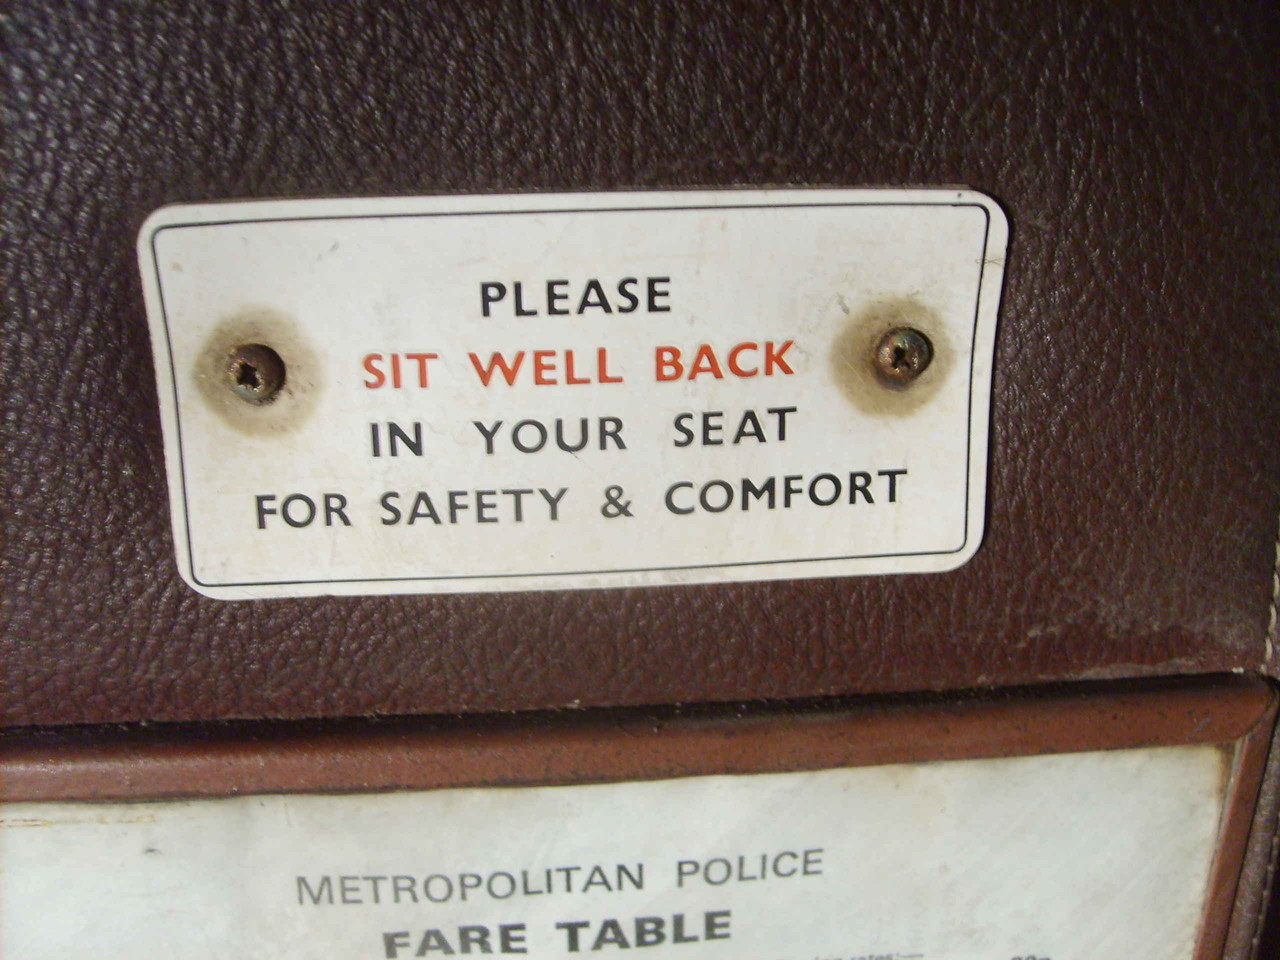 PLEASE
SIT WELL BACK
IN YOUR SEAT
FOR SAFETY & COMFORT
METROPOLITAN POLICE
FARE TABLE